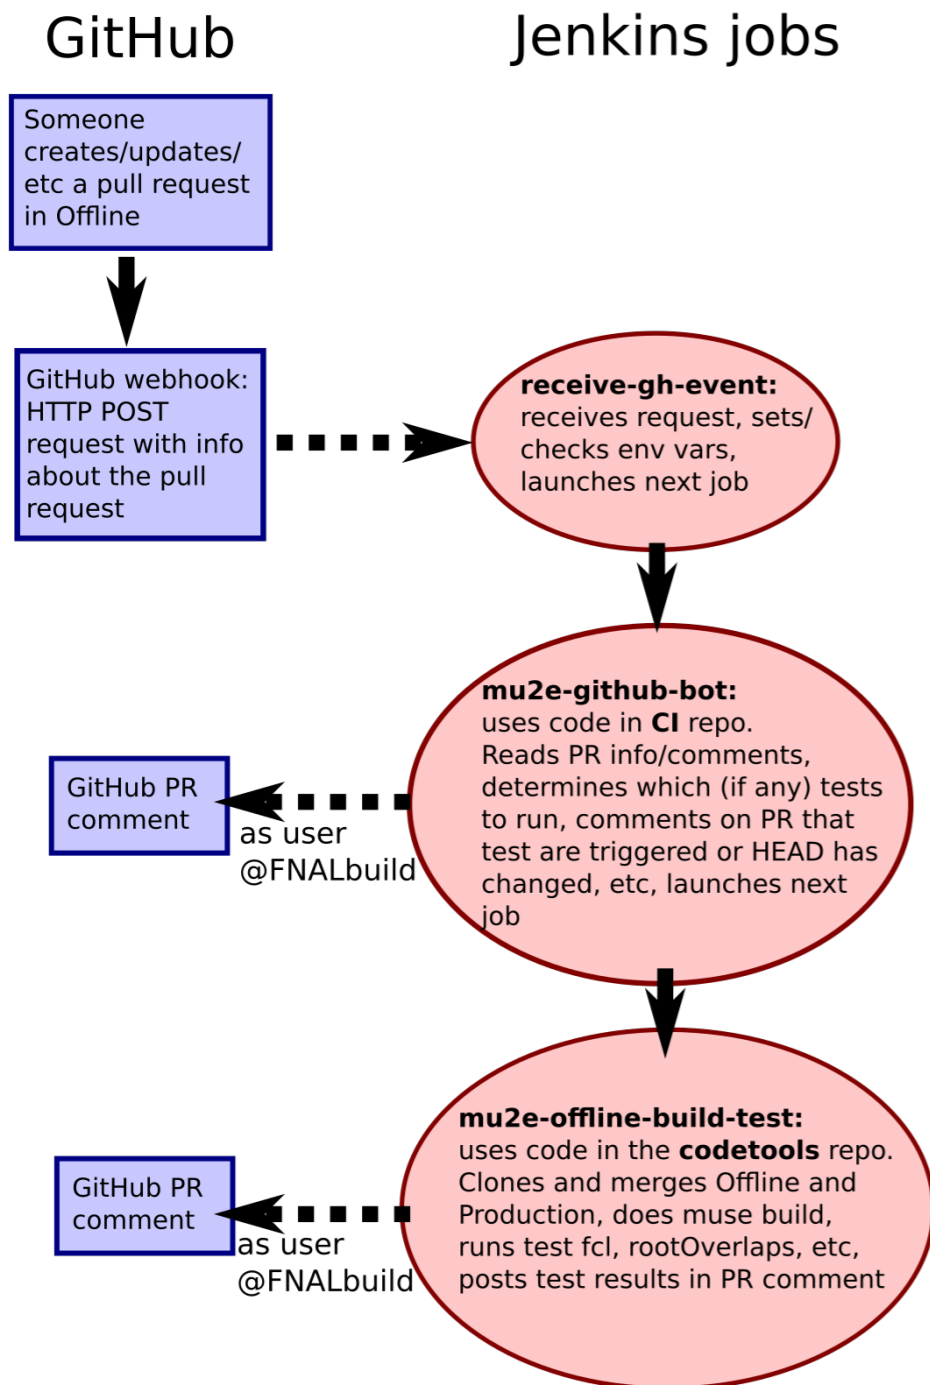 GitHub
Jenkins jobs
Someone
creates/updates/
etc a pull request
in Offline
GitHub webhook:
HTTP POST
request with info
about the pull
request
receive-gh-event:
receives request, sets/
checks env vars,
launches next job
mu2e-github-bot:
uses code in CI repo.
Reads PR info/comments,
determines which (if any) tests
to run, comments on PR that
test are triggered or HEAD has
changed, etc, launches next
job
GitHub PR
comment
as user
@FNALbuild
mu2e-offline-build-test:
uses code in the codetools repo.
Clones and merges Offline and
Production, does muse build,
runs test fcl, rootOverlaps, etc,
posts test results in PR comment
GitHub PR
comment
as user
@FNALbuild